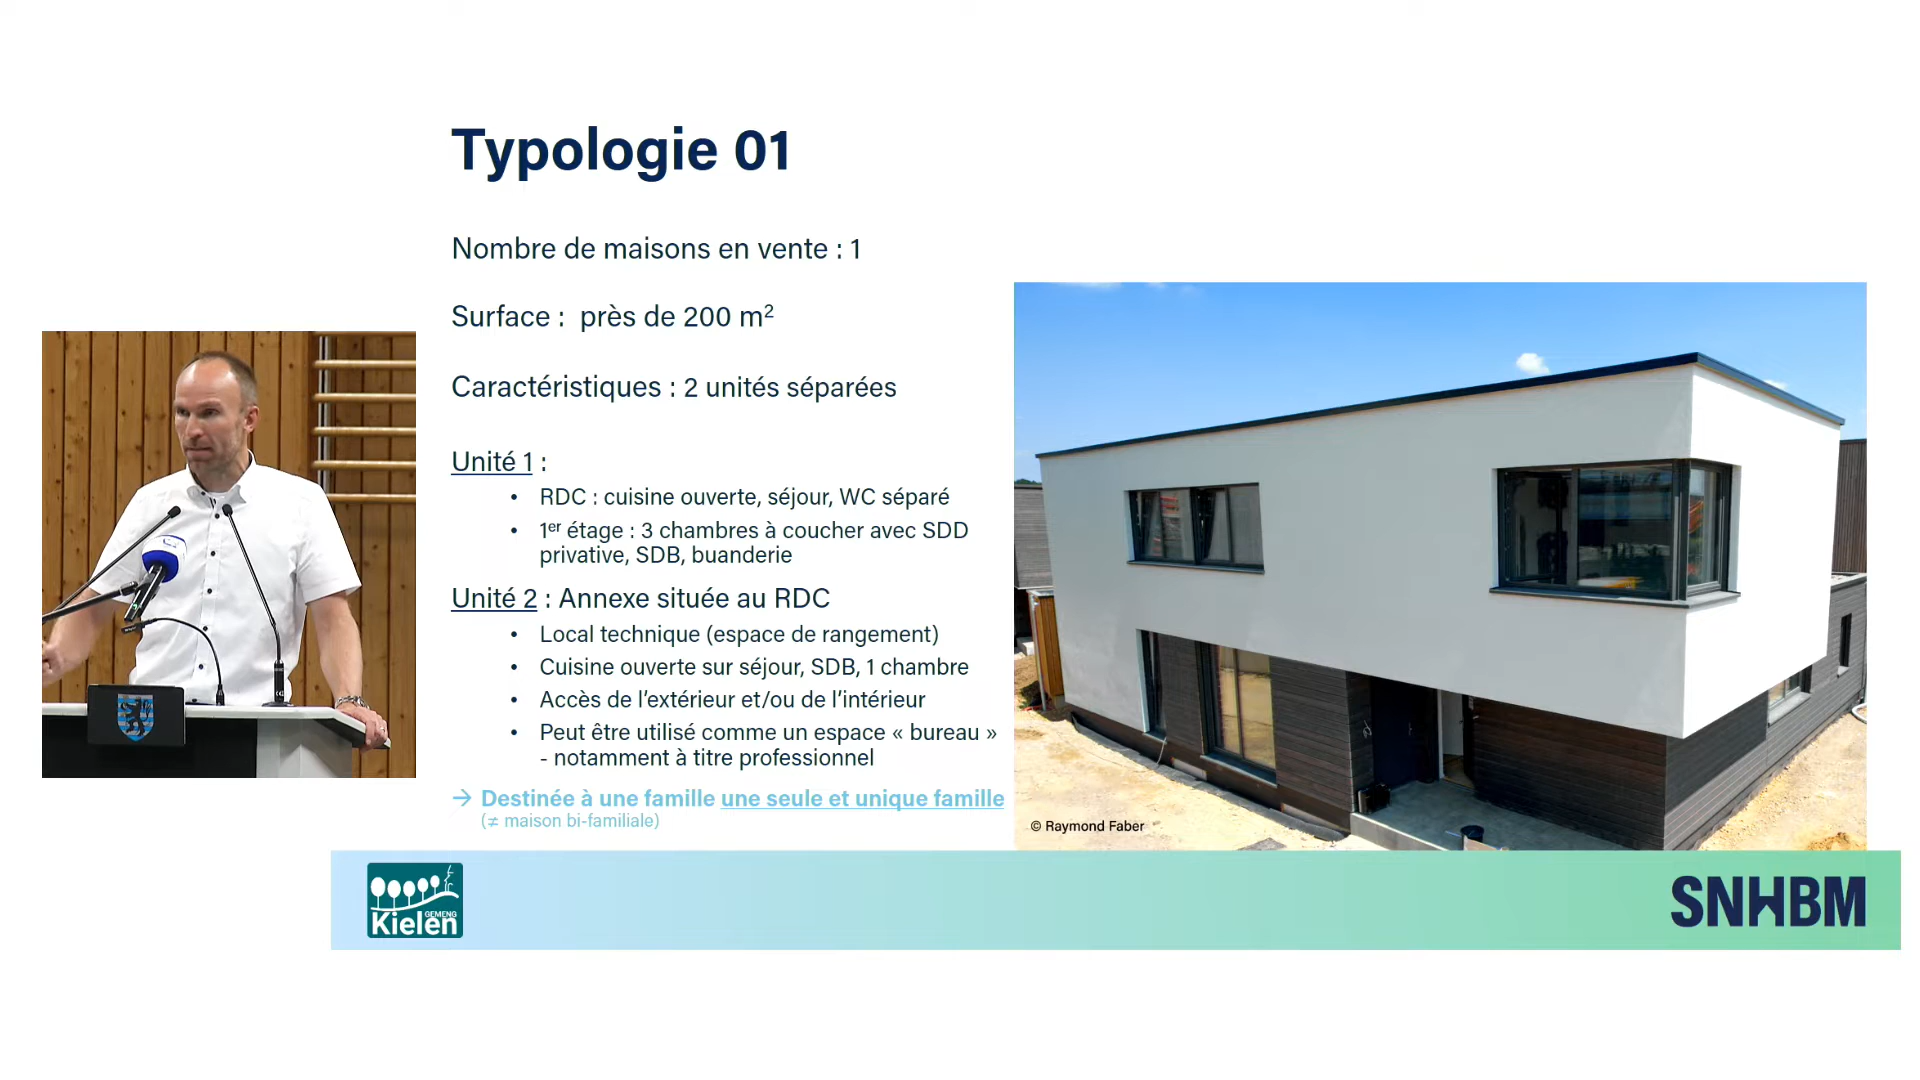 Typologie 01
Nombre de maisons en vente : 1
Surface : près de 200 m²
Caractéristiques : 2 unités séparées
Unité 1 :
• RDC : cuisine ouverte, séjour, WC séparé
• 1er étage : 3 chambres à coucher avec SDD
privative, SDB, buanderie
Unité 2 : Annexe située au RDC
• Local technique (espace de rangement)
• Cuisine ouverte sur séjour, SDB, 1 chambre
• Accès de l’extérieur et/ou de l’intérieur
• Peut être utilisé comme un espace « bureau »
- notamment à titre professionnel
→ Destinée à une famille une seule et unique famille
(≠ maison bi-familiale)
© Raymond Faber
GEMENG
Kielen
SNHBM